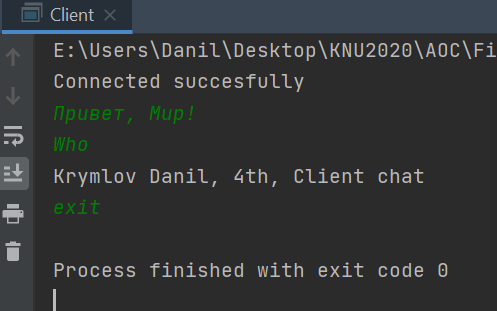 Client
E:\Users\Danil\Desktop\KNU2020\AOC\Fi
Connected succesfully
Привет, Мир!
Who
Krymlov Danil, 4th, Client chat
exit
Process finished with exit code 0